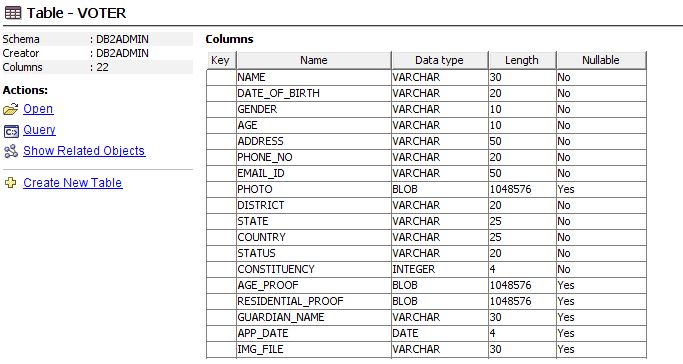 Table - VOTER
Schema : DB2ADMIN
Creator : DB2ADMIN
Columns : 22
Actions:
Open
Query
Show Related Objects
Create New Table
Columns
Key Name Data type Length Nullable
NAME VARCHAR 30 No
DATE_OF_BIRTH VARCHAR 20 No
GENDER VARCHAR 10 No
AGE VARCHAR 10 No
ADDRESS VARCHAR 50 No
PHONE_NO VARCHAR 20 No
EMAIL_ID VARCHAR 50 No
PHOTO BLOB 1048576 Yes
DISTRICT VARCHAR 20 No
STATE VARCHAR 25 No
COUNTRY VARCHAR 25 No
STATUS VARCHAR 20 No
CONSTITUENCY INTEGER 4 No
AGE_PROOF BLOB 1048576 Yes
RESIDENTIAL_PROOF BLOB 1048576 Yes
GUARDIAN_NAME VARCHAR 30 Yes
APP_DATE DATE 4 Yes
IMG_FILE VARCHAR 30 Yes